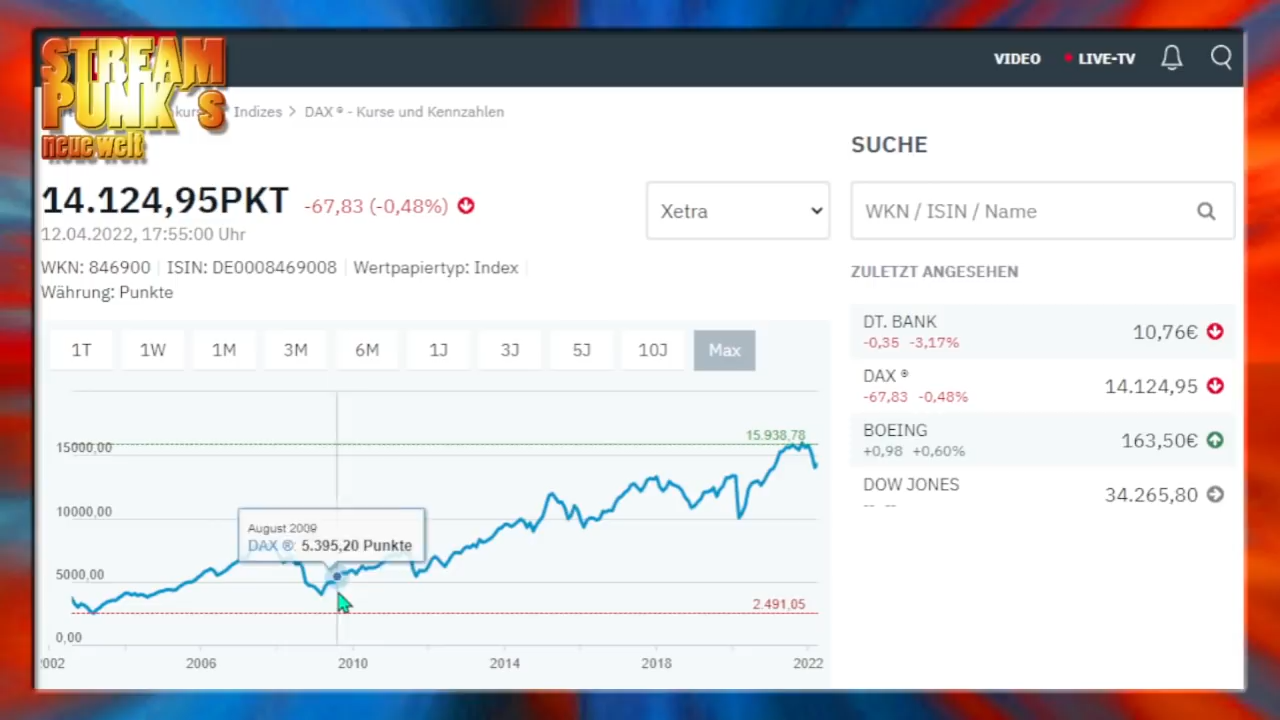 STREAM
PUNK´s
neue welt
VIDEO
LIVE-TV
Indizes > DAX ® - Kurse und Kennzahlen
14.124,95PKT -67,83 (-0,48%)
12.04.2022, 17:55:00 Uhr
WKN: 846900 | ISIN: DE0008469008 | Wertpapiertyp: Index |
Währung: Punkte
Xetra
SUCHE
WKN / ISIN / Name
ZULETZT ANGESEHEN
DT. BANK
-0,35 -3,17%
10,76€
DAX ®
-67,83 -0,48%
14.124,95
BOEING
+0,98 +0,60%
163,50€
DOW JONES
-- --
34.265,80
1T 1W 1M 3M 6M 1J 3J 5J 10J Max
15.938,78
15000,00
10000,00
August 2009
DAX ®: 5.395,20 Punkte
5000,00
2.491,05
0,00
2002 2006 2010 2014 2018 2022